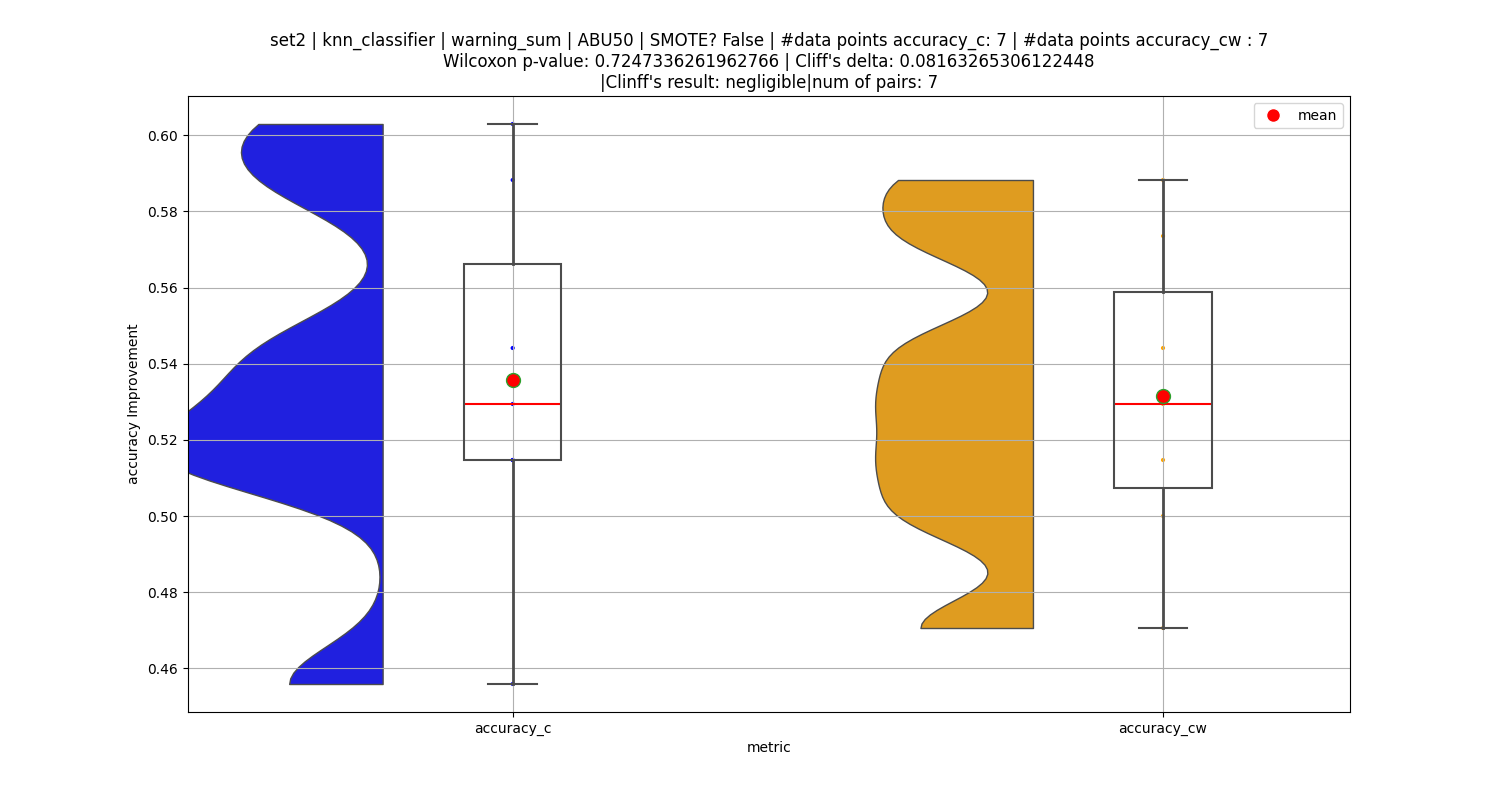 set2 | knn_classifier | warning_sum | ABU50 | SMOTE? False | #data points accuracy_c: 7 | #data points accuracy_cw : 7
Wilcoxon p-value: 0.7247336261962766 | Cliff's delta: 0.08163265306122448
|Clinff's result: negligible|num of pairs: 7
mean
0.60
0.58
0.56
0.54
0.52
0.50
0.48
0.46
accuracy Improvement
accuracy_c
accuracy_cw
metric